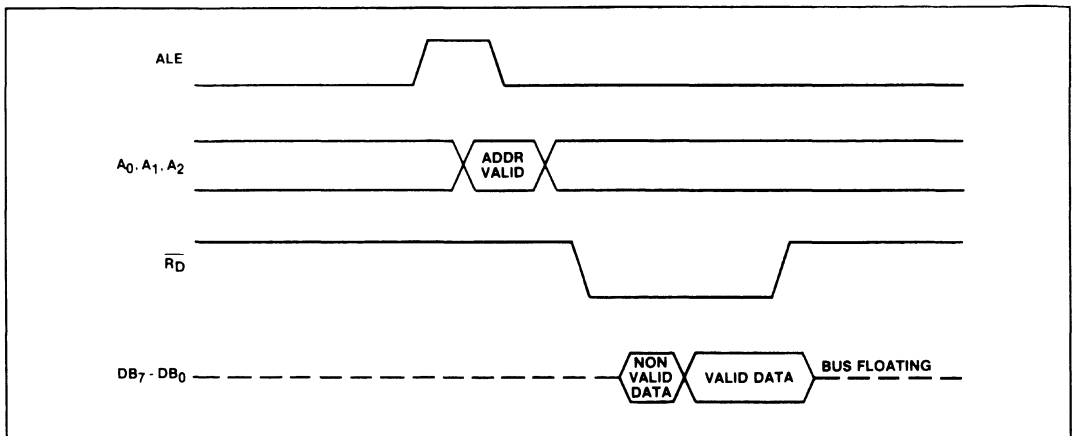 ALE
A0, A1, A2
ADDR
VALID
RD
DB7 - DB0
NON
VALID
DATA
VALID DATA
BUS FLOATING